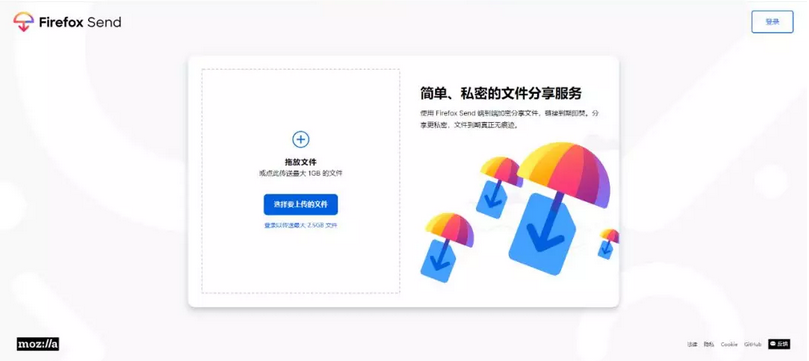 Firefox Send
登录
简单、私密的文件分享服务
使用 Firefox Send 端到端加密分享文件，链接到期即焚。分
享更私密，文件到期真正无痕迹。
拖放文件
或点此传送最大 1GB 的文件
选择要上传的文件
登录以传送最大 2.5GB 文件
moz://a
法律 隐私 Cookie GitHub 反馈